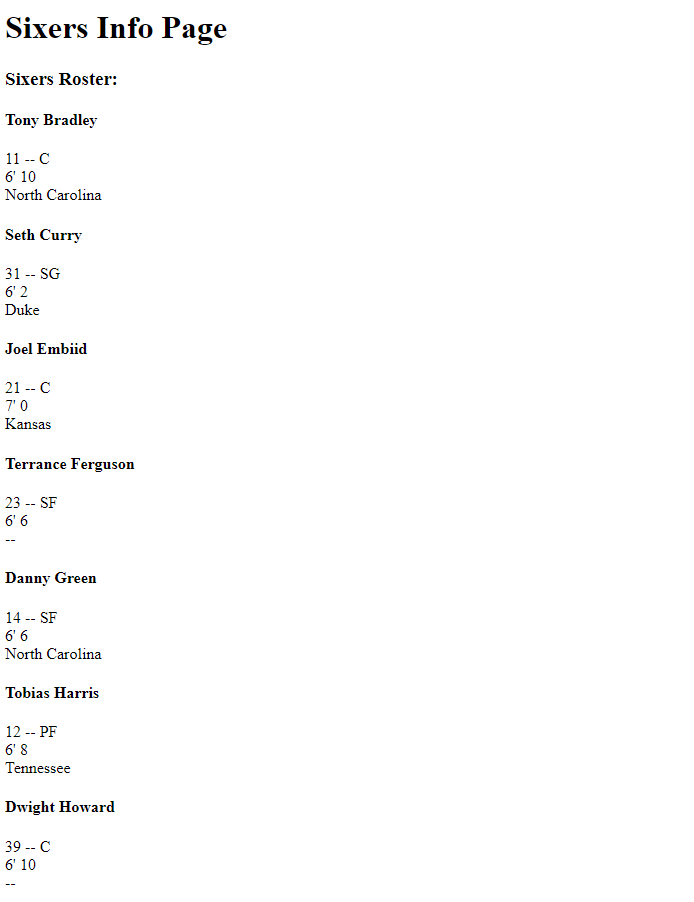 Sixers Info Page
Sixers Roster:
Tony Bradley
11 -- C
6' 10
North Carolina
Seth Curry
31 -- SG
6' 2
Duke
Joel Embiid
21 -- C
7' 0
Kansas
Terrance Ferguson
23 -- SF
6' 6
--
Danny Green
14 -- SF
6' 6
North Carolina
Tobias Harris
12 -- PF
6' 8
Tennessee
Dwight Howard
39 -- C
6' 10
--